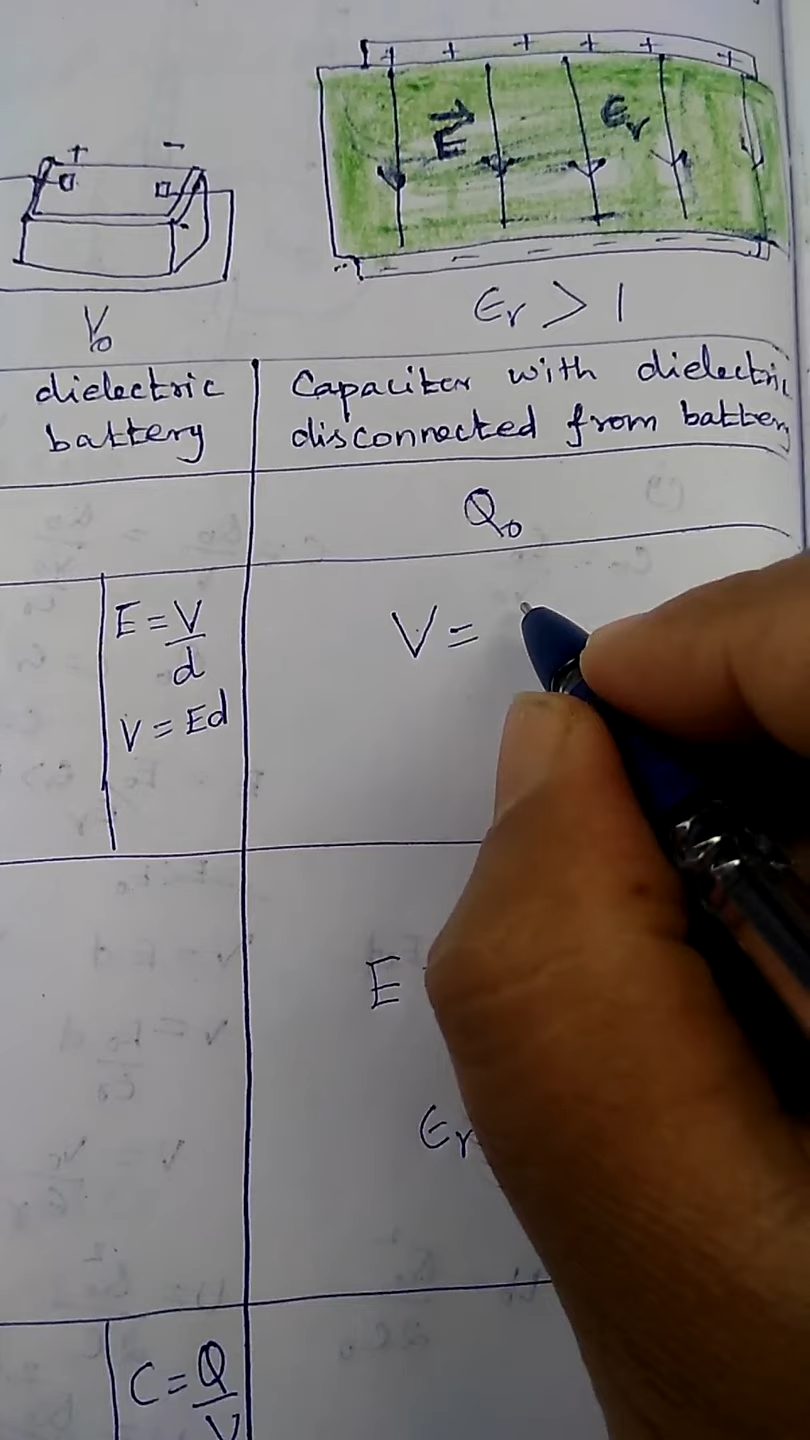 + + + + + +
E⃗ ϵᵣ
+ -
- - - - - - -
V₀
ϵᵣ > 1
dielectric
battery
Capacitor with dielectric
disconnected from battery
Q₀
E = V/d
V = Ed
V =
E
ϵᵣ
C = Q/V